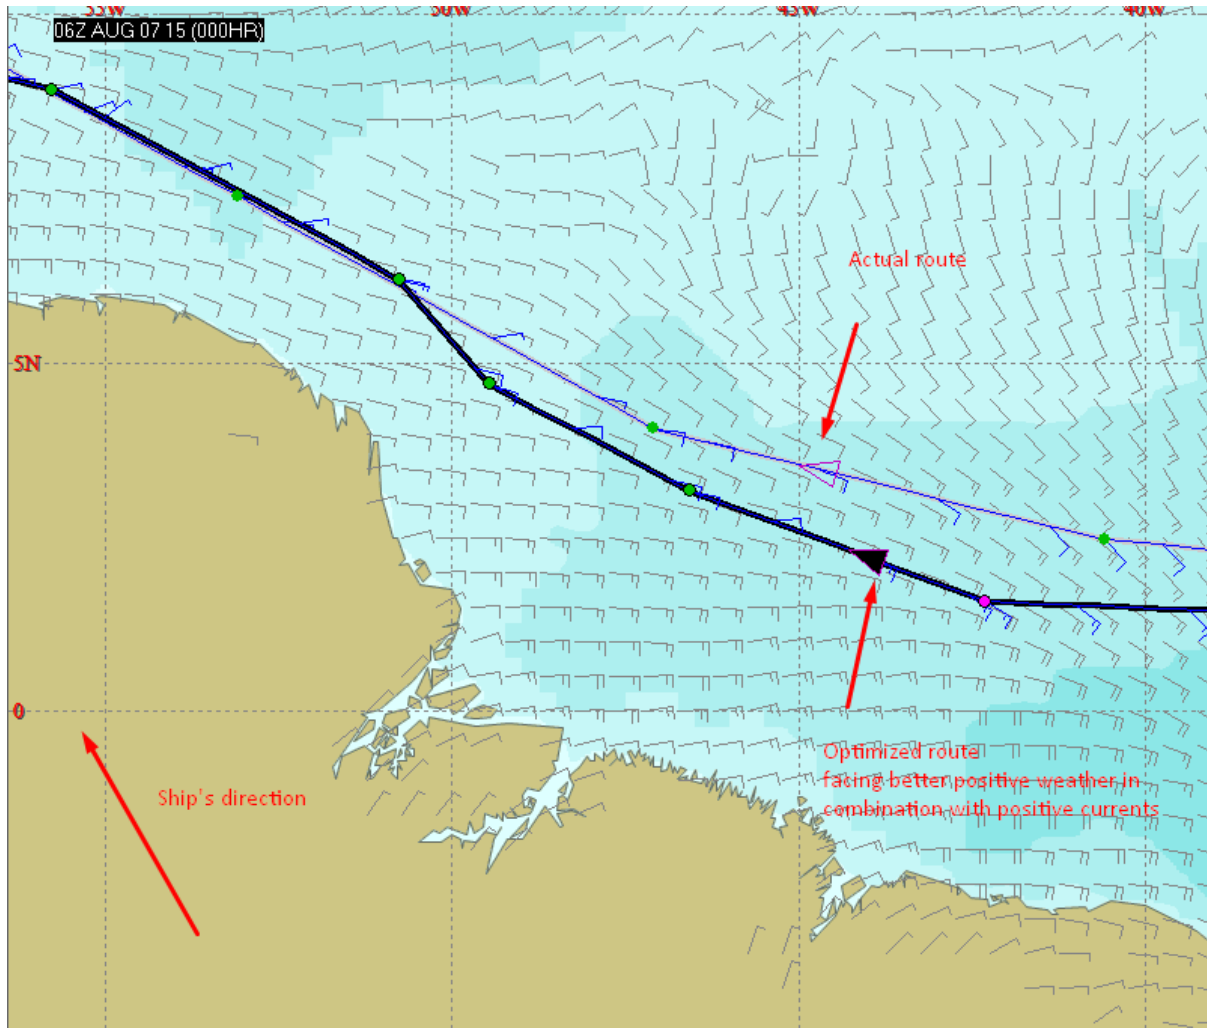 55W 50W 45W 40W
06Z AUG 07 15 (000HR)
Actual route
5N
0
Optimized route
facing better positive weather in
combination with positive currents
Ship's direction